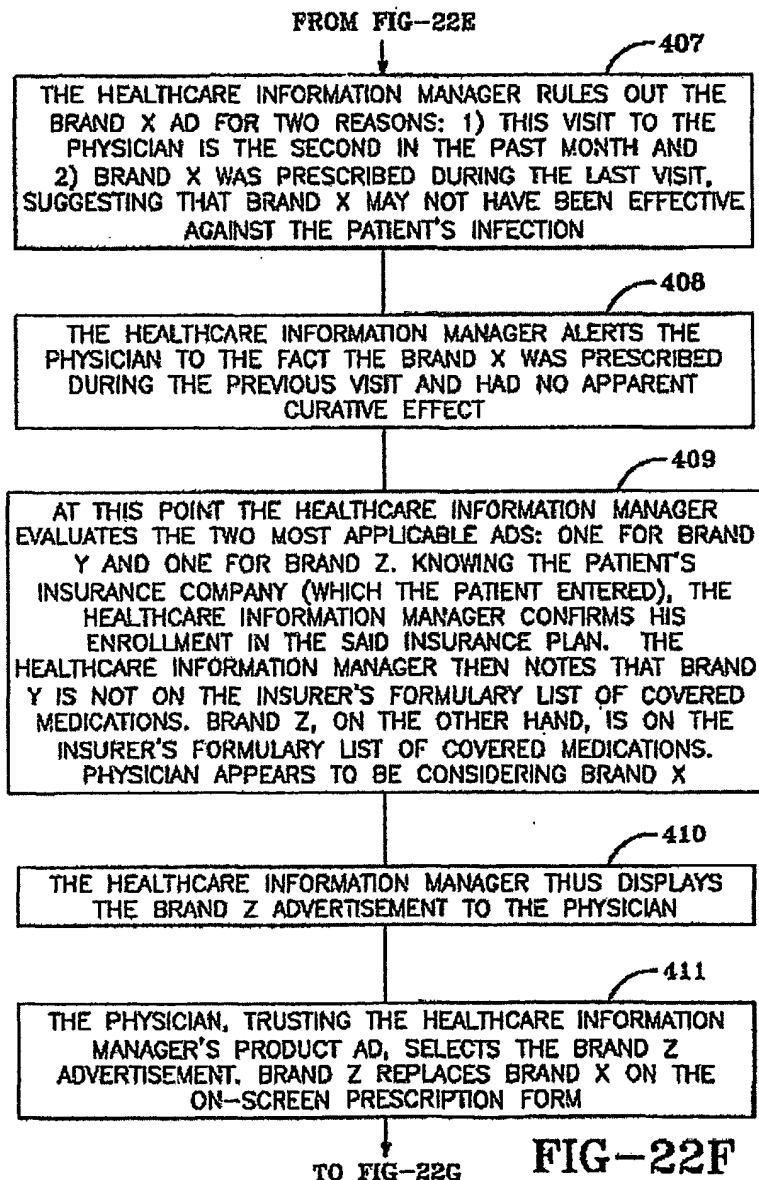 FROM FIG-22E
407
THE HEALTHCARE INFORMATION MANAGER RULES OUT THE
BRAND X AD FOR TWO REASONS: 1) THIS VISIT TO THE
PHYSICIAN IS THE SECOND IN THE PAST MONTH AND
2) BRAND X WAS PRESCRIBED DURING THE LAST VISIT,
SUGGESTING THAT BRAND X MAY NOT HAVE BEEN EFFECTIVE
AGAINST THE PATIENT'S INFECTION
408
THE HEALTHCARE INFORMATION MANAGER ALERTS THE
PHYSICIAN TO THE FACT THE BRAND X WAS PRESCRIBED
DURING THE PREVIOUS VISIT AND HAD NO APPARENT
CURATIVE EFFECT
409
AT THIS POINT THE HEALTHCARE INFORMATION MANAGER
EVALUATES THE TWO MOST APPLICABLE ADS: ONE FOR BRAND
Y AND ONE FOR BRAND Z. KNOWING THE PATIENT'S
INSURANCE COMPANY (WHICH THE PATIENT ENTERED), THE
HEALTHCARE INFORMATION MANAGER CONFIRMS HIS
ENROLLMENT IN THE SAID INSURANCE PLAN. THE
HEALTHCARE INFORMATION MANAGER THEN NOTES THAT BRAND
Y IS NOT ON THE INSURER'S FORMULARY LIST OF COVERED
MEDICATIONS. BRAND Z, ON THE OTHER HAND, IS ON THE
INSURER'S FORMULARY LIST OF COVERED MEDICATIONS.
PHYSICIAN APPEARS TO BE CONSIDERING BRAND X
410
THE HEALTHCARE INFORMATION MANAGER THUS DISPLAYS
THE BRAND Z ADVERTISEMENT TO THE PHYSICIAN
411
THE PHYSICIAN, TRUSTING THE HEALTHCARE INFORMATION
MANAGER'S PRODUCT AD, SELECTS THE BRAND Z
ADVERTISEMENT. BRAND Z REPLACES BRAND X ON THE
ON-SCREEN PRESCRIPTION FORM
TO FIG-22G
FIG-22F